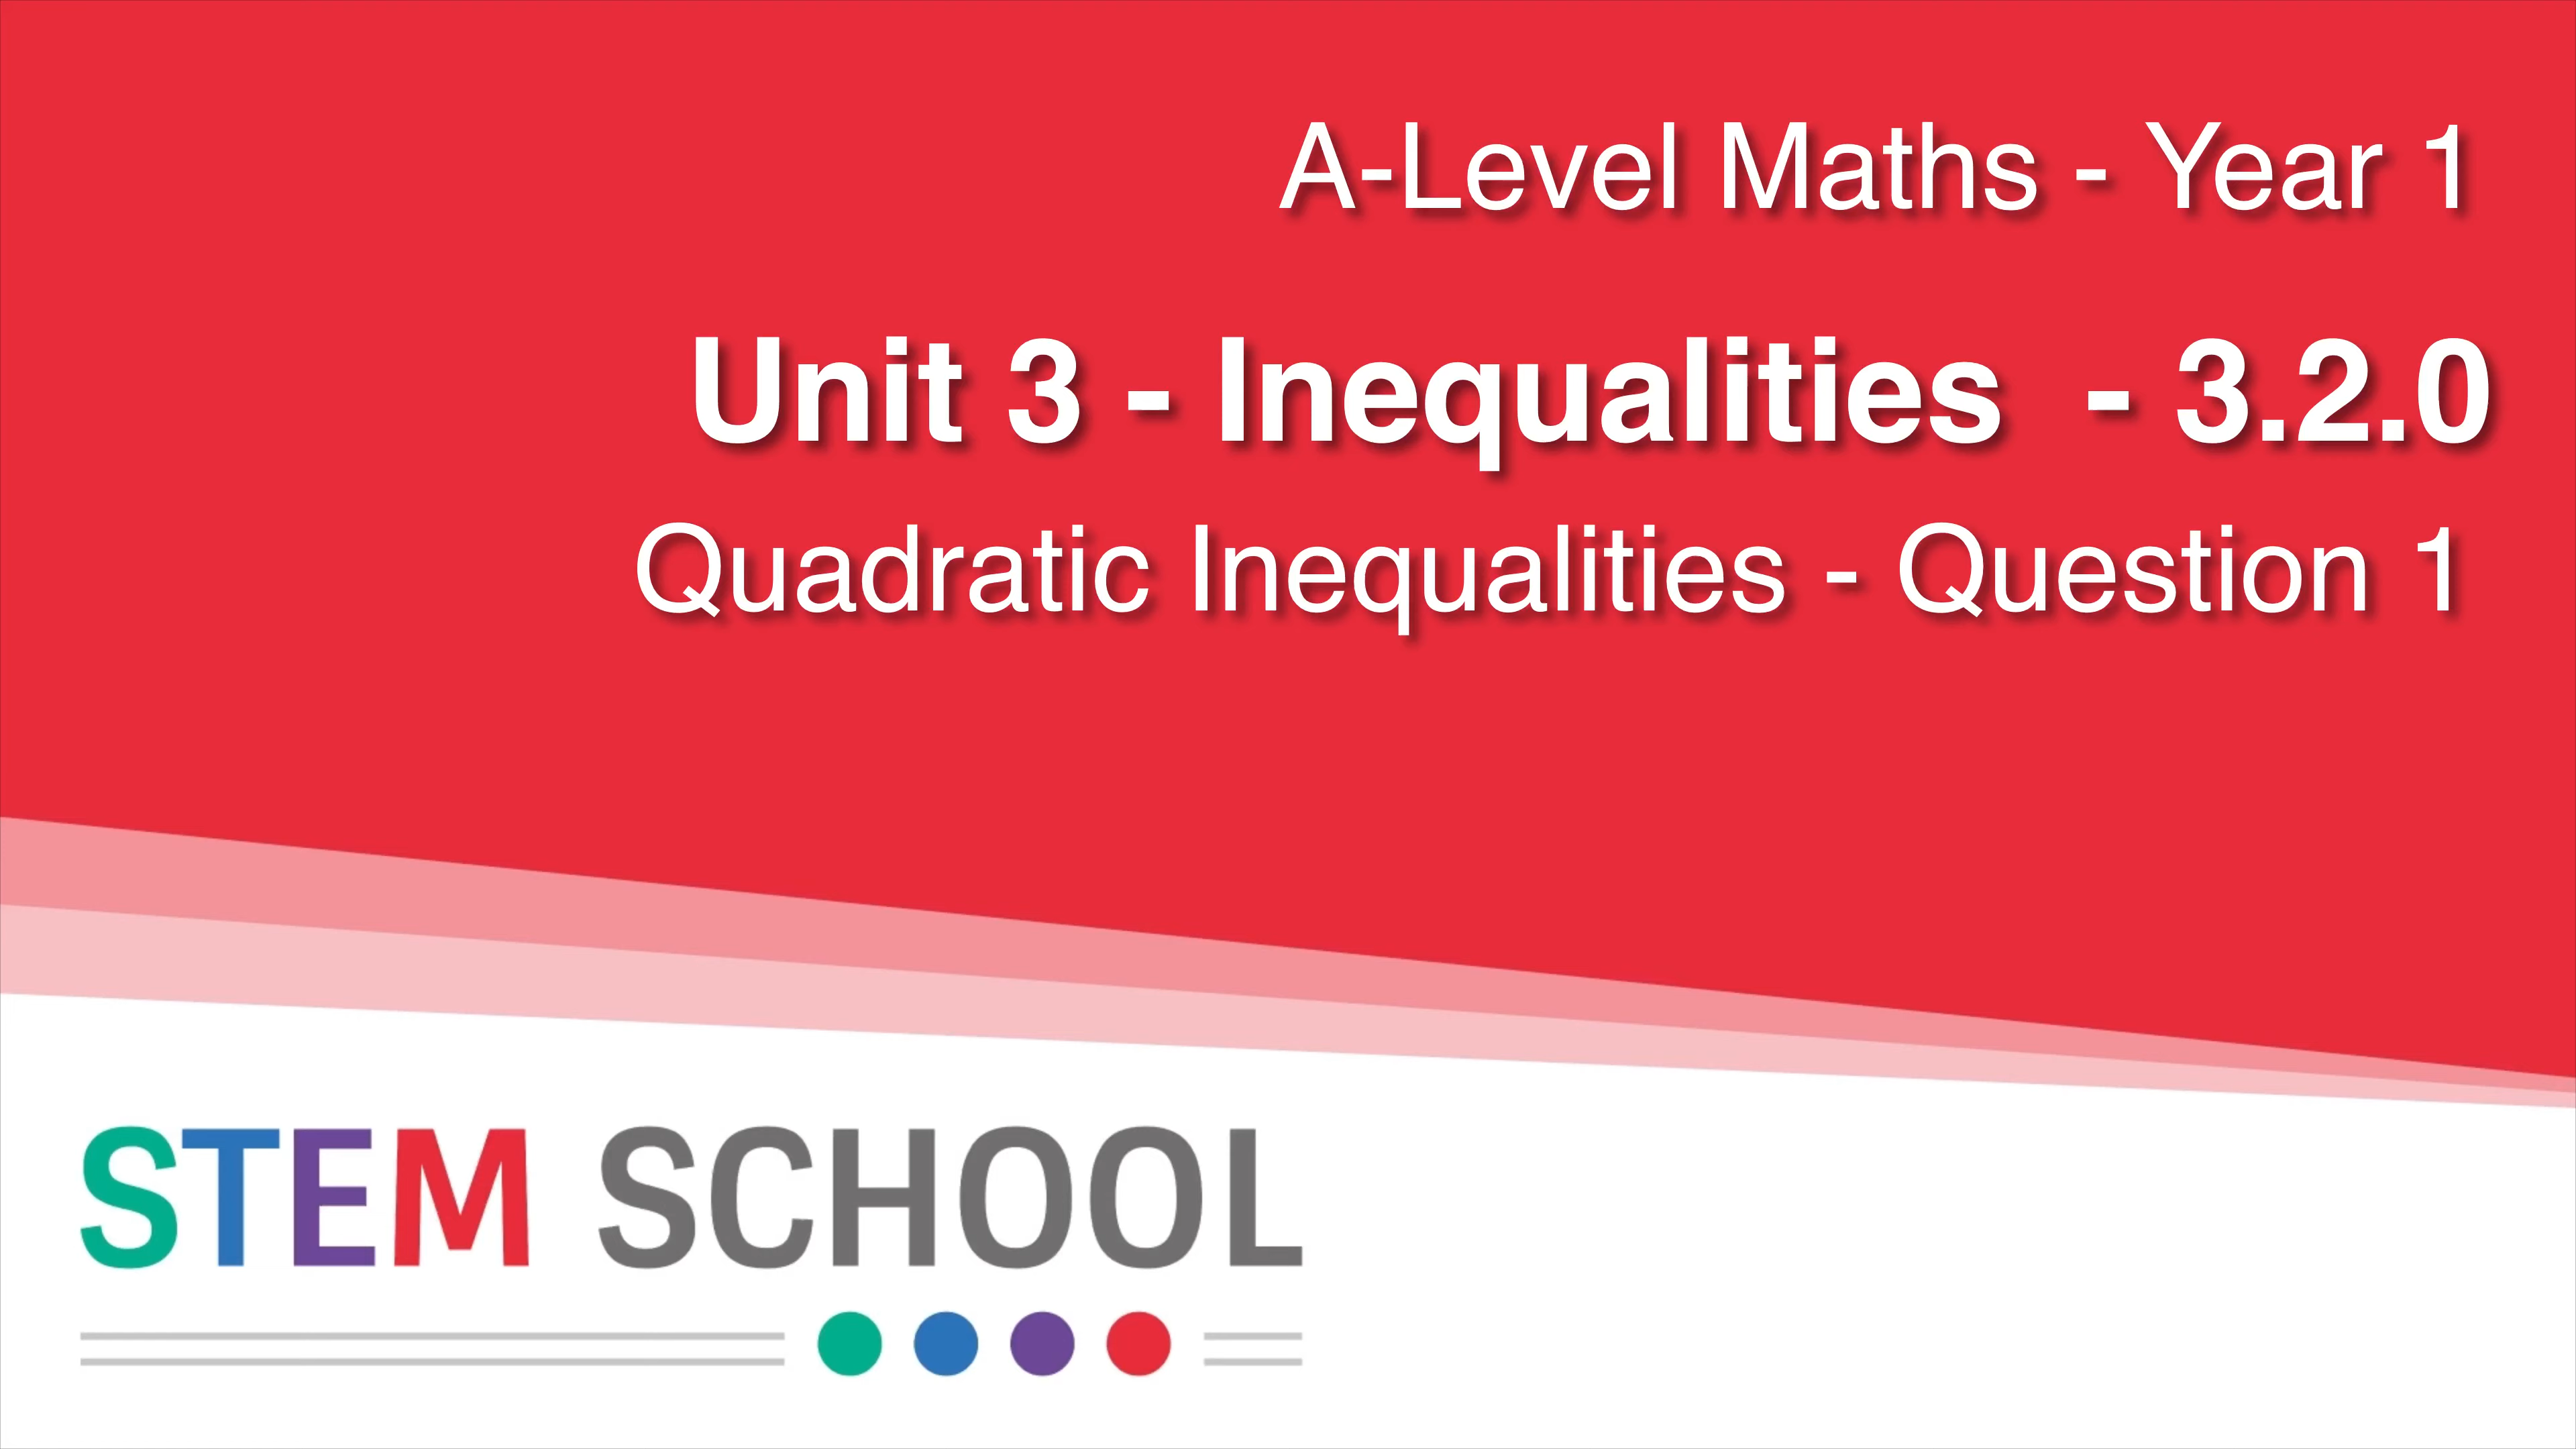 A-Level Maths - Year 1
Unit 3 - Inequalities  - 3.2.0
Quadratic Inequalities - Question 1
STEM SCHOOL